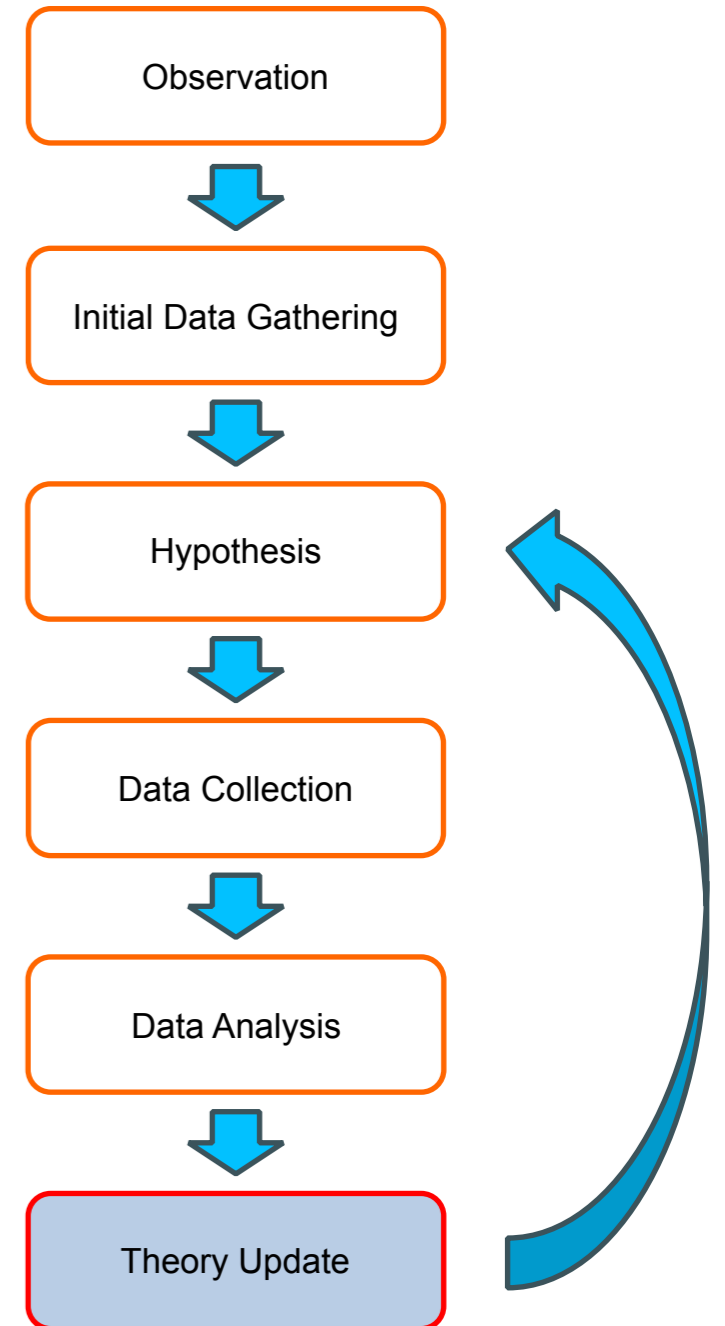 Observation
Initial Data Gathering
Hypothesis
Data Collection
Data Analysis
Theory Update